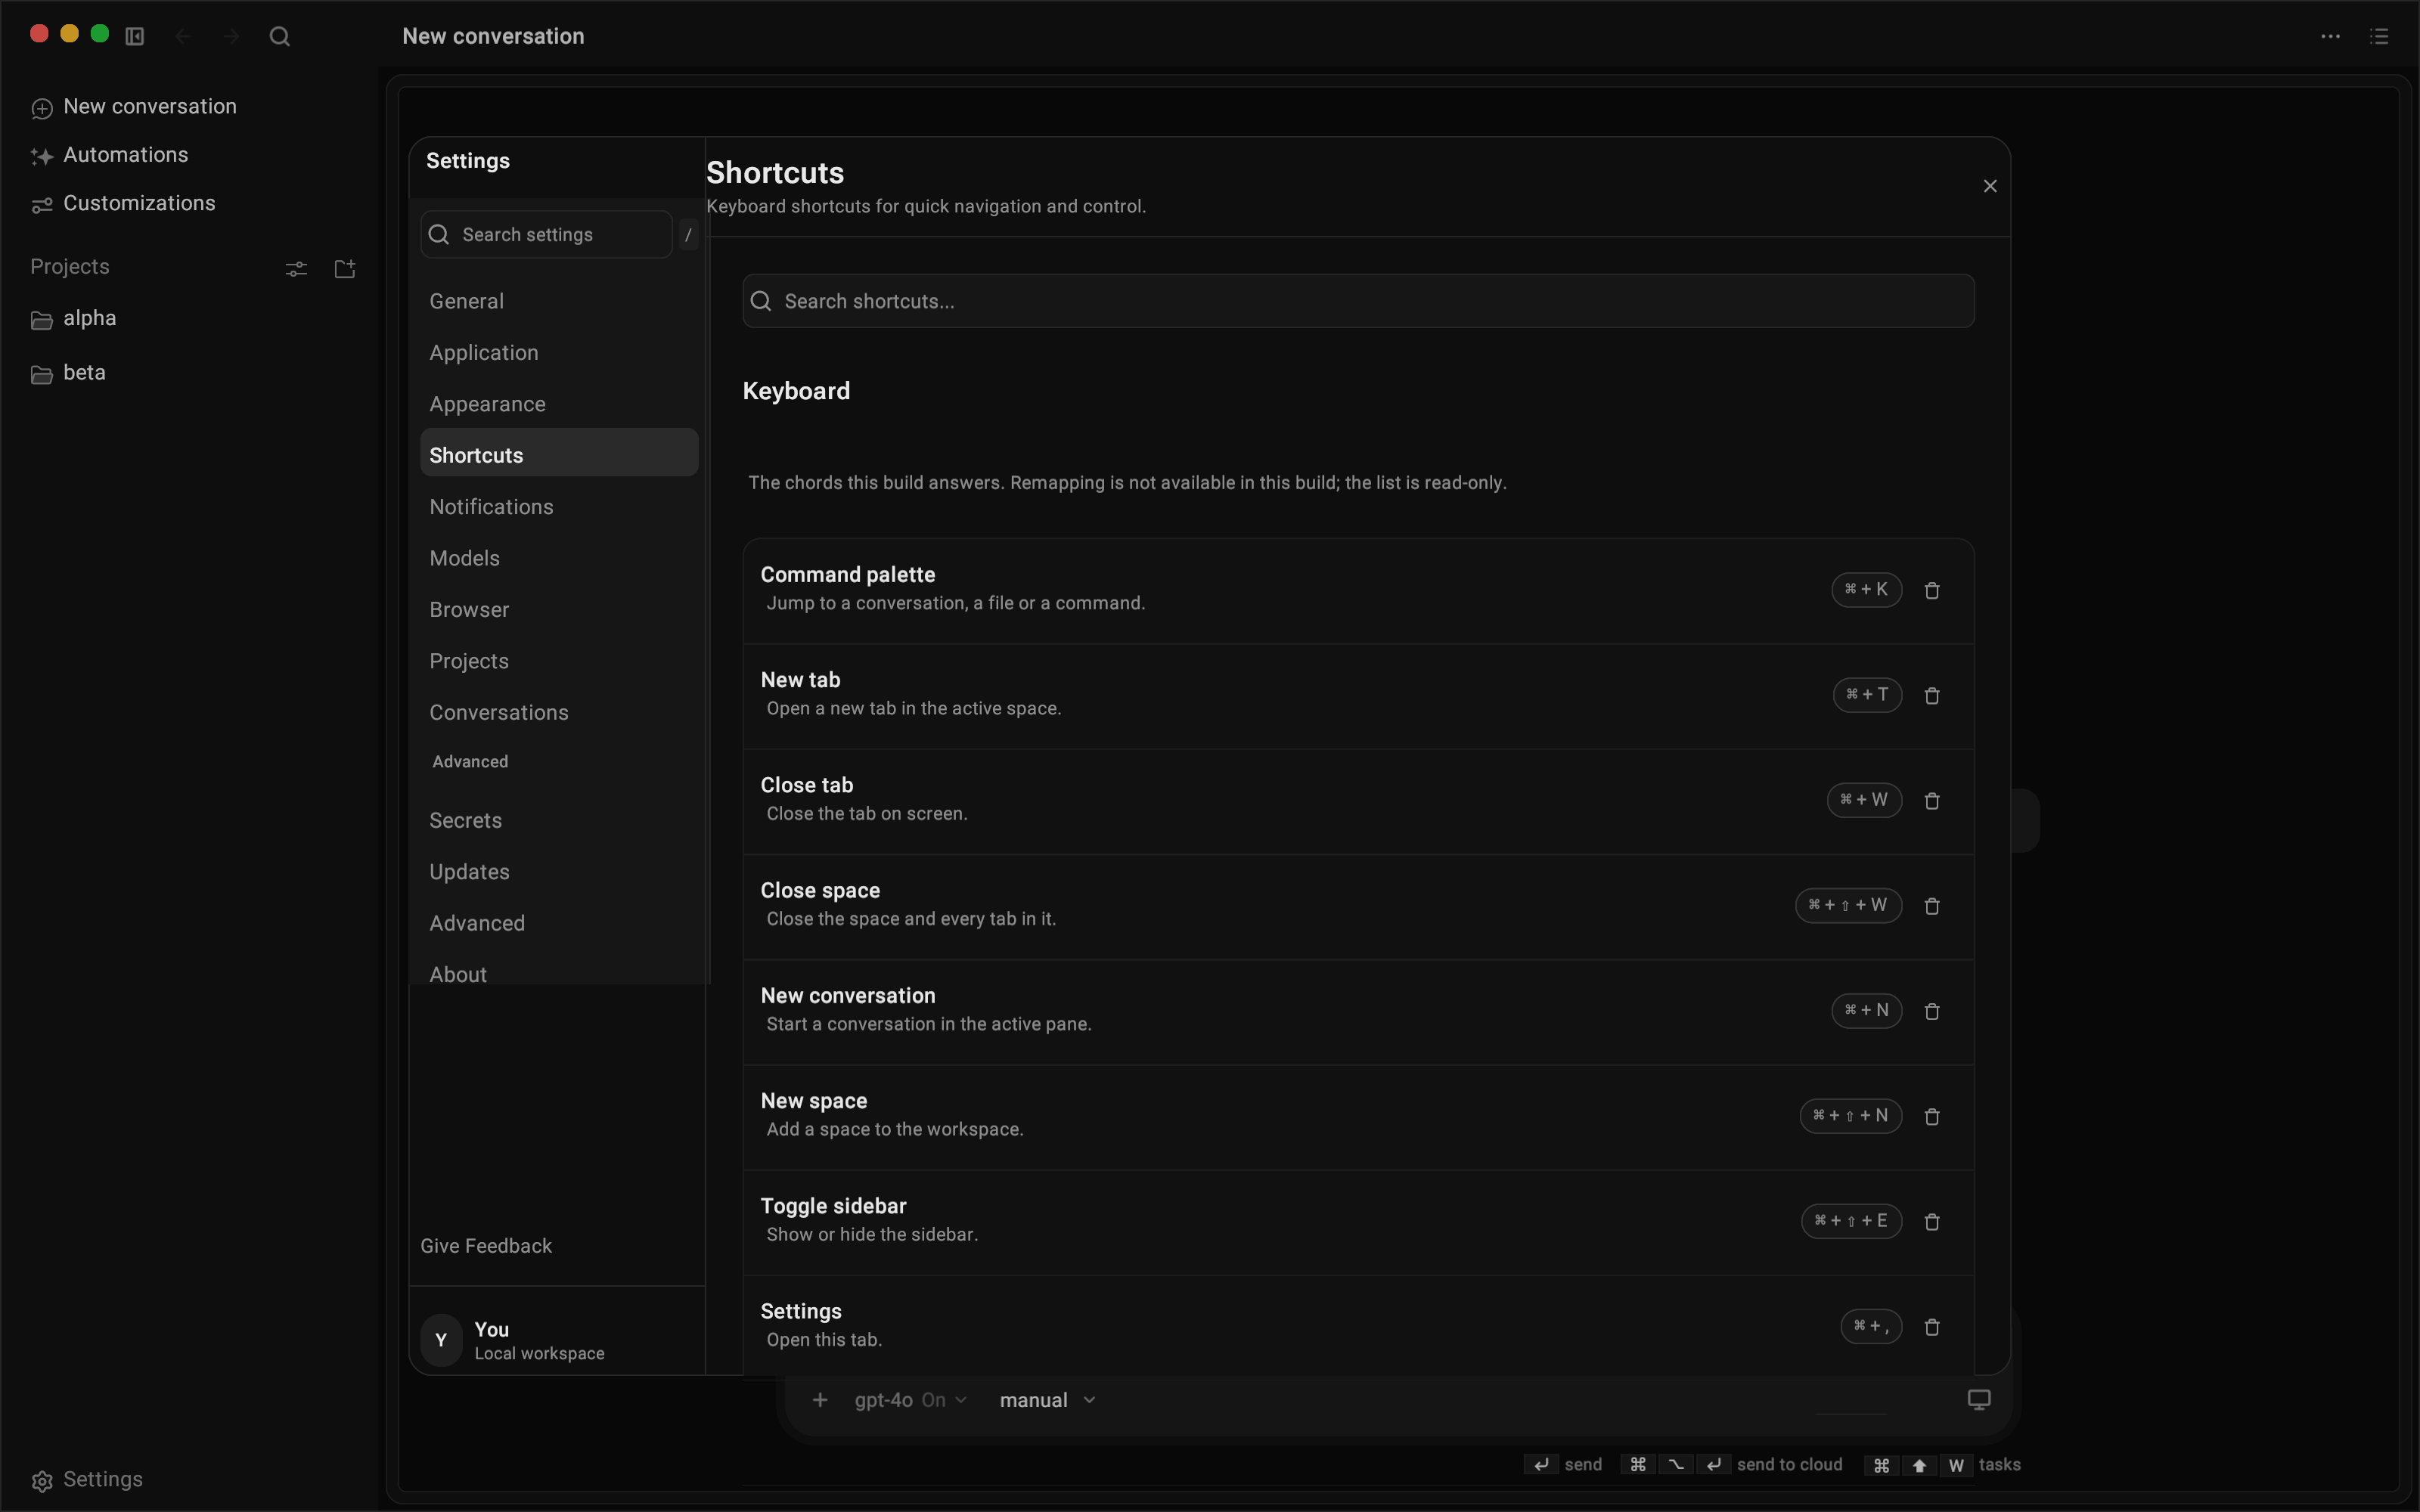 New conversation
New conversation
Automations
Customizations
Projects
alpha
beta
Settings
Settings
Search settings /
General
Application
Appearance
Shortcuts
Notifications
Models
Browser
Projects
Conversations
Advanced
Secrets
Updates
Advanced
About
Give Feedback
Y
You
Local workspace
Shortcuts
Keyboard shortcuts for quick navigation and control.
Search shortcuts...
Keyboard
The chords this build answers. Remapping is not available in this build; the list is read-only.
Command palette
Jump to a conversation, a file or a command.
⌘ + K
New tab
Open a new tab in the active space.
⌘ + T
Close tab
Close the tab on screen.
⌘ + W
Close space
Close the space and every tab in it.
⌘ + ⇧ + W
New conversation
Start a conversation in the active pane.
⌘ + N
New space
Add a space to the workspace.
⌘ + ⇧ + N
Toggle sidebar
Show or hide the sidebar.
⌘ + ⇧ + E
Settings
Open this tab.
⌘ + ,
gpt-4o On manual
send ⌘ ⌥ send to cloud ⌘ W tasks